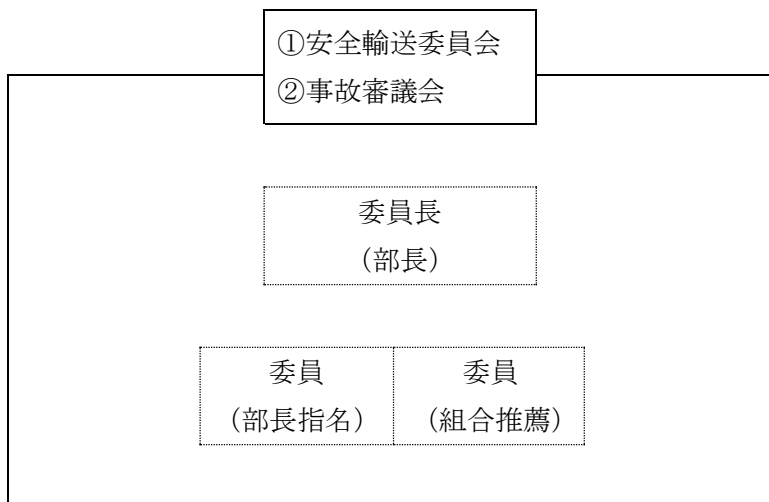 ①安全輸送委員会
②事故審議会
委員長
（部長）
委員 委員
（部長指名） （組合推薦）